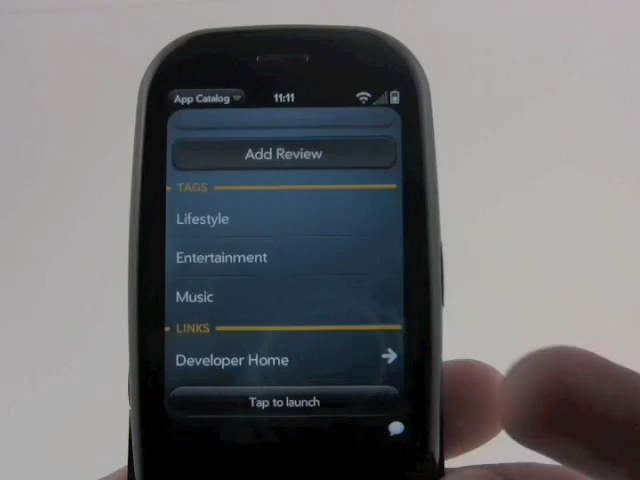 App Catalog 11:11
Add Review
TAGS
Lifestyle
Entertainment
Music
LINKS
Developer Home
Tap to launch